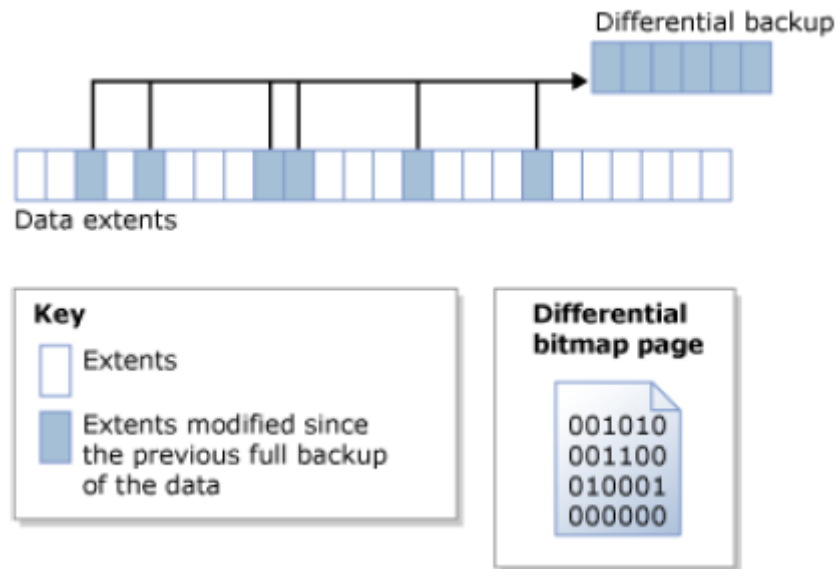 Differential backup
Data extents
Key
Extents
Extents modified since
the previous full backup
of the data
Differential
bitmap page
001010
001100
010001
000000